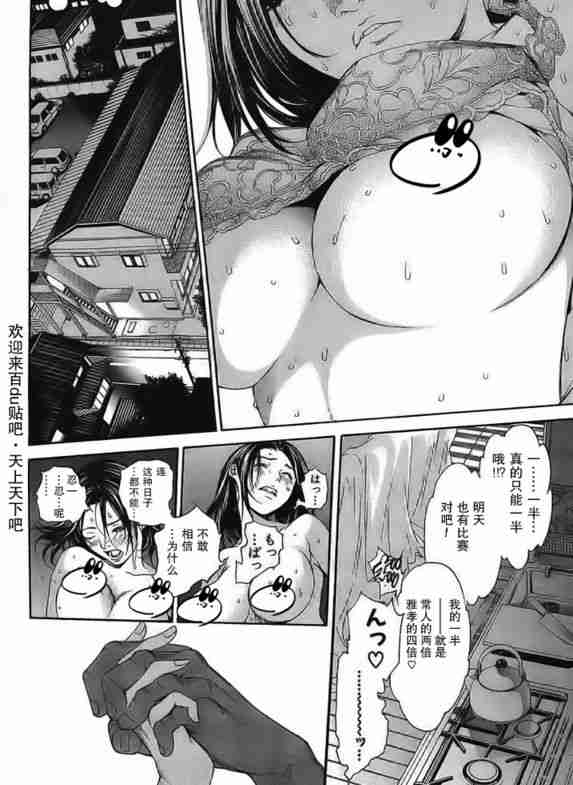 欢迎来百du贴吧·天上天下吧
一……一半
真的只能一半
哦!!?
明天
也有比赛
对吧!
我的一半
——就是
常人的两倍
雅孝的四倍♡
んっ♡
はっ…
もっ…
ばっ…
不敢
相信
…为什么
连
这种日子
…都不能…
忍一
…忍…呢